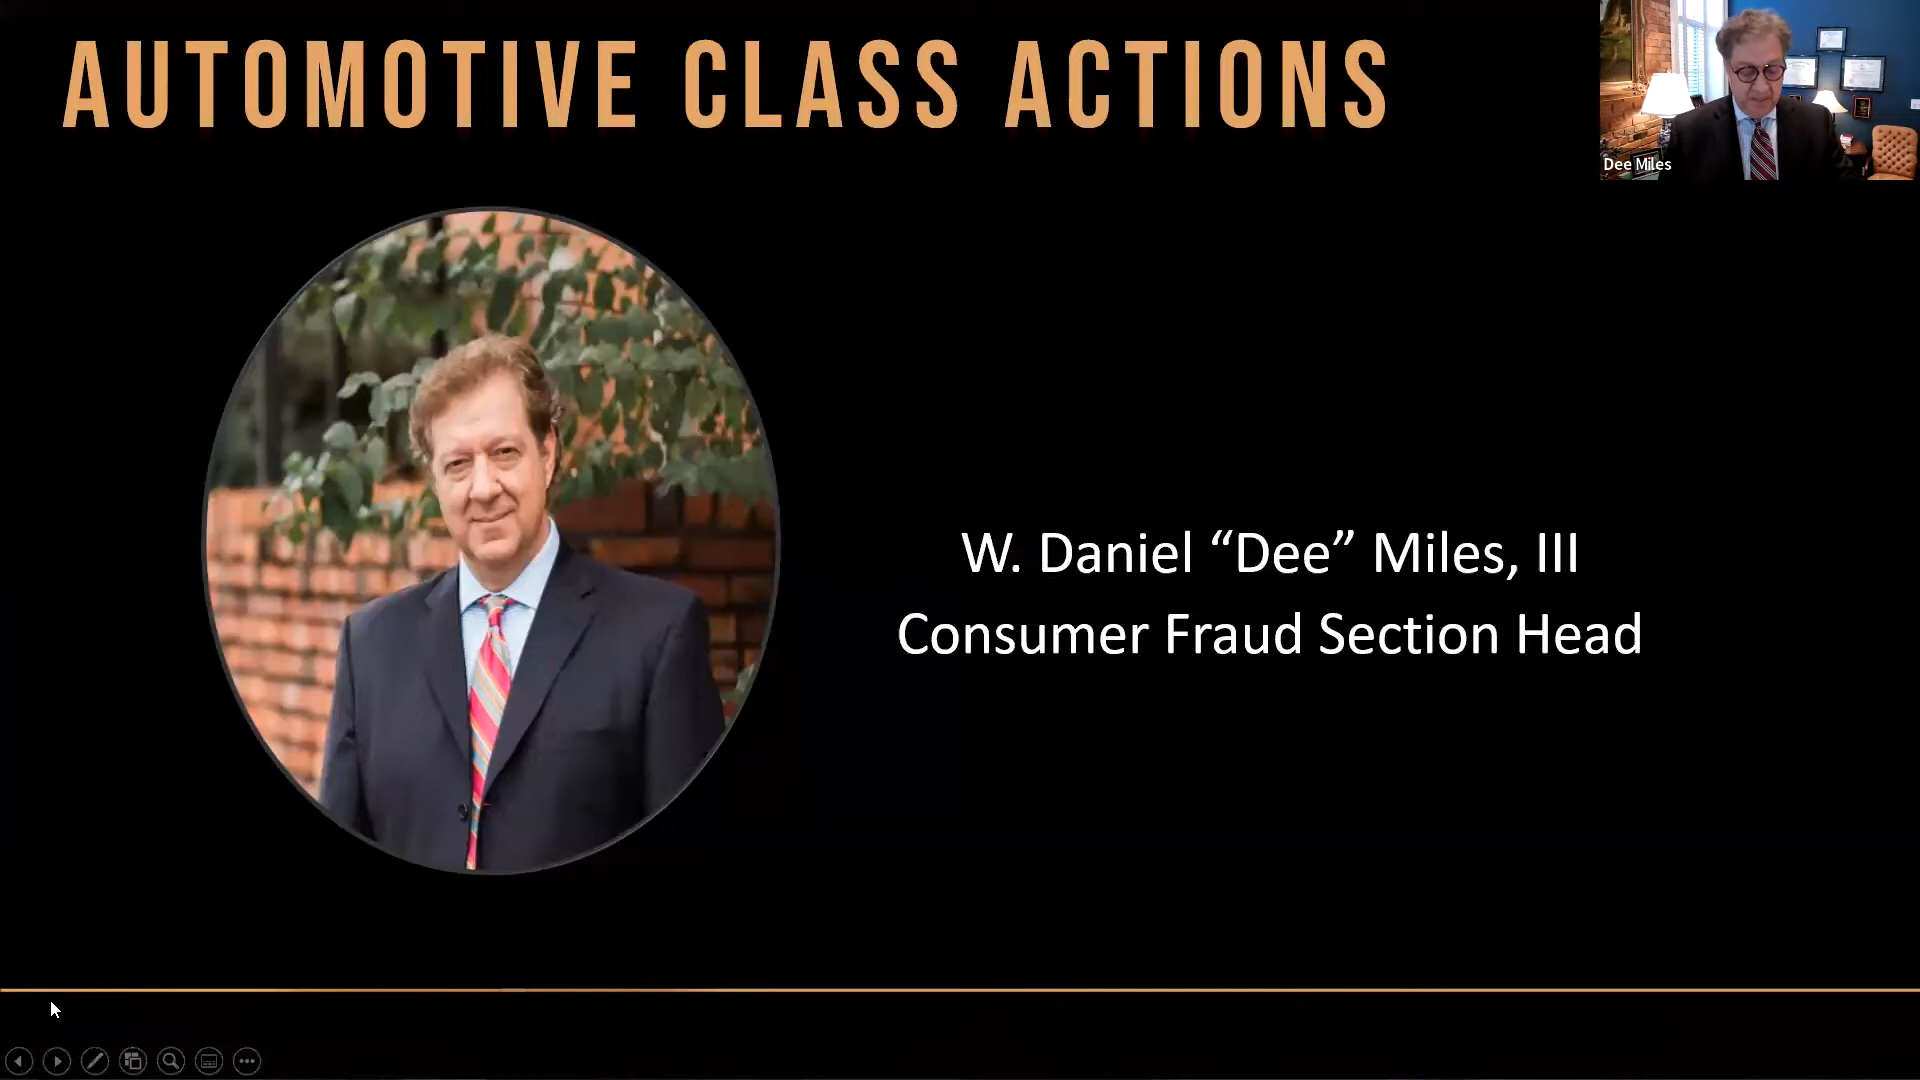 AUTOMOTIVE CLASS ACTIONS
Dee Miles
W. Daniel “Dee” Miles, III
Consumer Fraud Section Head